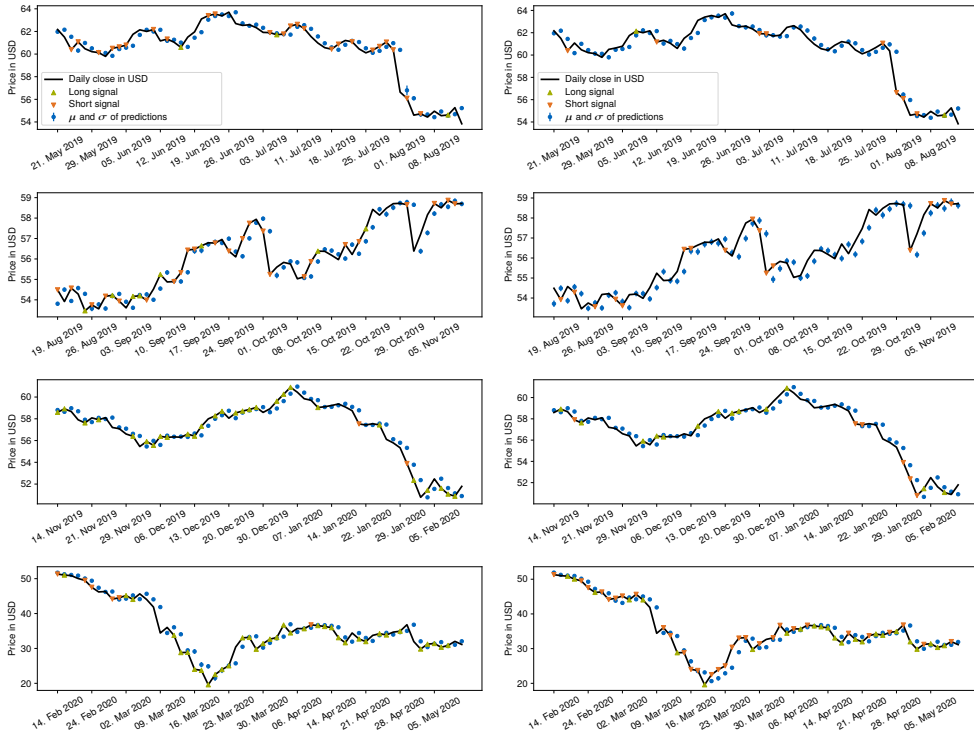 64
62
60
58
56
54
Price in USD
Daily close in USD
Long signal
Short signal
μ and σ of predictions
21. May 2019
29. May 2019
05. Jun 2019
12. Jun 2019
19. Jun 2019
26. Jun 2019
03. Jul 2019
11. Jul 2019
18. Jul 2019
25. Jul 2019
01. Aug 2019
08. Aug 2019
64
62
60
58
56
54
Price in USD
Daily close in USD
Long signal
Short signal
μ and σ of predictions
21. May 2019
29. May 2019
05. Jun 2019
12. Jun 2019
19. Jun 2019
26. Jun 2019
03. Jul 2019
11. Jul 2019
18. Jul 2019
25. Jul 2019
01. Aug 2019
08. Aug 2019
59
58
57
56
55
54
Price in USD
19. Aug 2019
26. Aug 2019
03. Sep 2019
10. Sep 2019
17. Sep 2019
24. Sep 2019
01. Oct 2019
08. Oct 2019
15. Oct 2019
22. Oct 2019
29. Oct 2019
05. Nov 2019
59
58
57
56
55
54
Price in USD
19. Aug 2019
26. Aug 2019
03. Sep 2019
10. Sep 2019
17. Sep 2019
24. Sep 2019
01. Oct 2019
08. Oct 2019
15. Oct 2019
22. Oct 2019
29. Oct 2019
05. Nov 2019
60
58
56
54
52
Price in USD
14. Nov 2019
21. Nov 2019
29. Nov 2019
06. Dec 2019
13. Dec 2019
20. Dec 2019
30. Dec 2019
07. Jan 2020
14. Jan 2020
22. Jan 2020
29. Jan 2020
05. Feb 2020
60
58
56
54
52
Price in USD
14. Nov 2019
21. Nov 2019
29. Nov 2019
06. Dec 2019
13. Dec 2019
20. Dec 2019
30. Dec 2019
07. Jan 2020
14. Jan 2020
22. Jan 2020
29. Jan 2020
05. Feb 2020
50
40
30
20
Price in USD
14. Feb 2020
24. Feb 2020
02. Mar 2020
09. Mar 2020
16. Mar 2020
23. Mar 2020
30. Mar 2020
06. Apr 2020
14. Apr 2020
21. Apr 2020
28. Apr 2020
05. May 2020
50
40
30
20
Price in USD
14. Feb 2020
24. Feb 2020
02. Mar 2020
09. Mar 2020
16. Mar 2020
23. Mar 2020
30. Mar 2020
06. Apr 2020
14. Apr 2020
21. Apr 2020
28. Apr 2020
05. May 2020